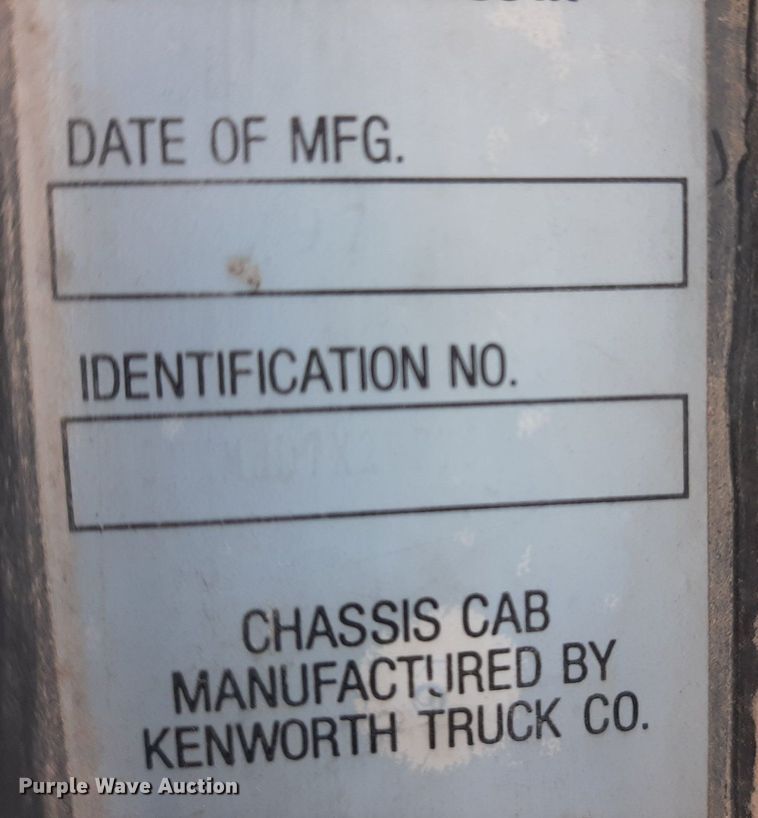 DATE OF MFG.
IDENTIFICATION NO.
CHASSIS CAB
MANUFACTURED BY
KENWORTH TRUCK CO.
Purple Wave Auction